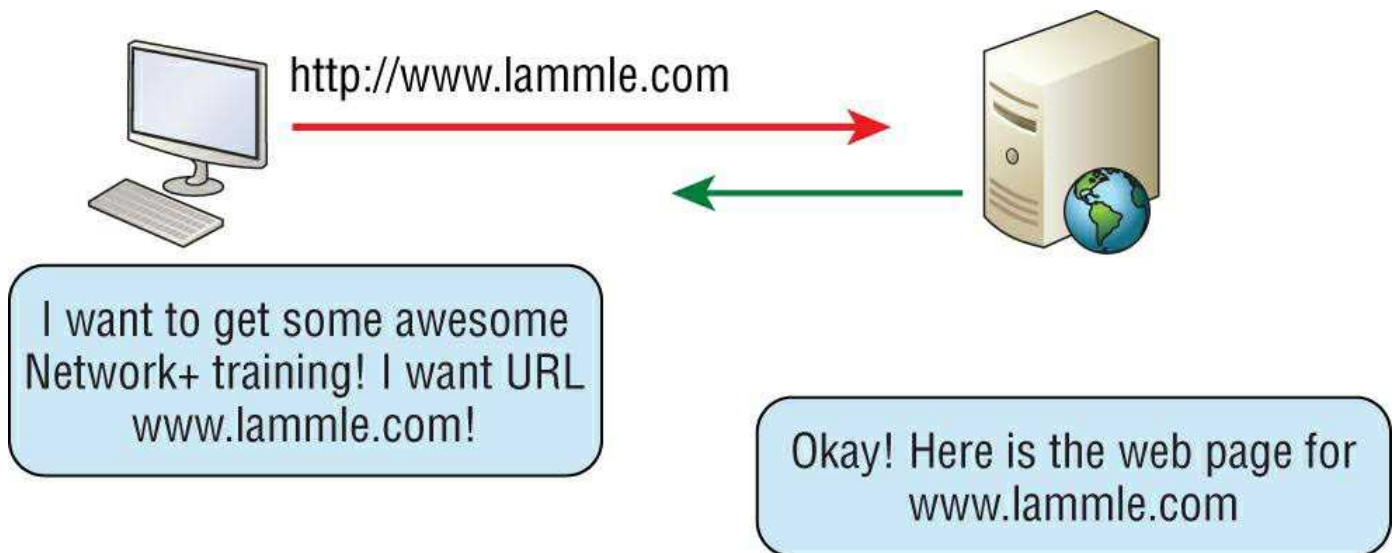 http://www.lammle.com
I want to get some awesome
Network+ training! I want URL
www.lammle.com!
Okay! Here is the web page for
www.lammle.com